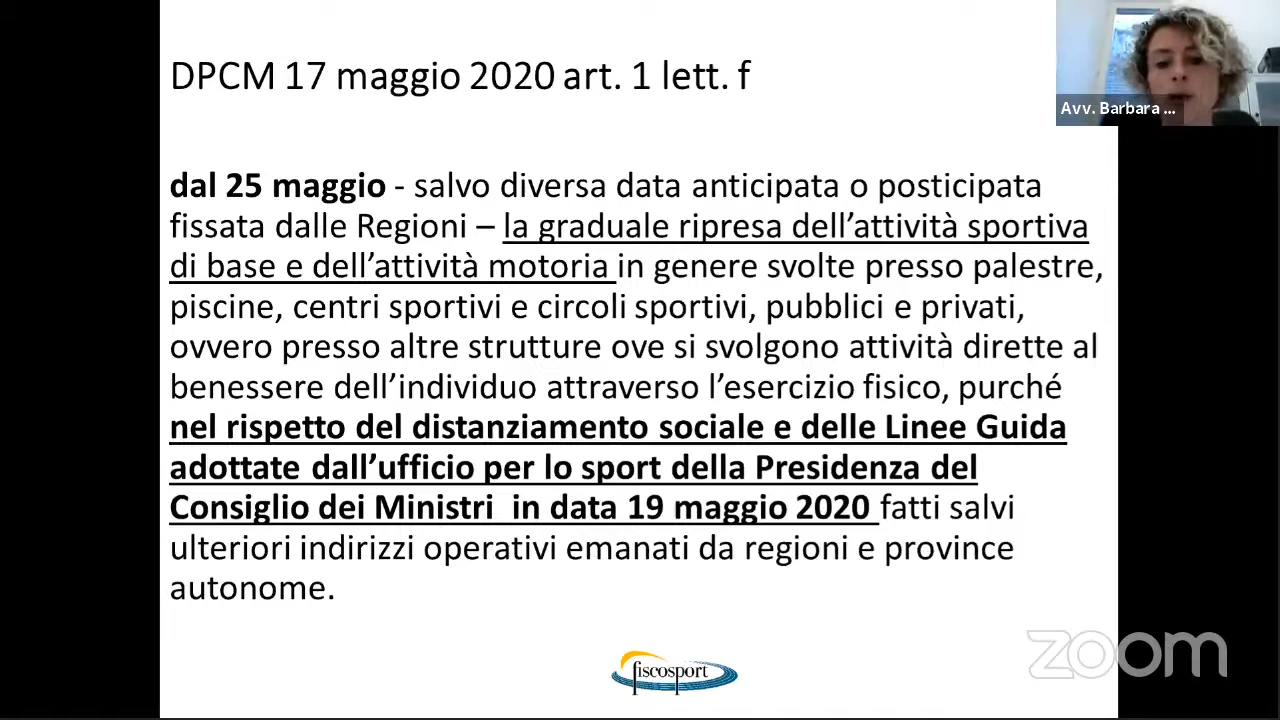 DPCM 17 maggio 2020 art. 1 lett. f
Avv. Barbara ...
dal 25 maggio - salvo diversa data anticipata o posticipata
fissata dalle Regioni – la graduale ripresa dell’attività sportiva
di base e dell’attività motoria in genere svolte presso palestre,
piscine, centri sportivi e circoli sportivi, pubblici e privati,
ovvero presso altre strutture ove si svolgono attività dirette al
benessere dell’individuo attraverso l’esercizio fisico, purché
nel rispetto del distanziamento sociale e delle Linee Guida
adottate dall’ufficio per lo sport della Presidenza del
Consiglio dei Ministri in data 19 maggio 2020 fatti salvi
ulteriori indirizzi operativi emanati da regioni e province
autonome.
fiscosport
zoom